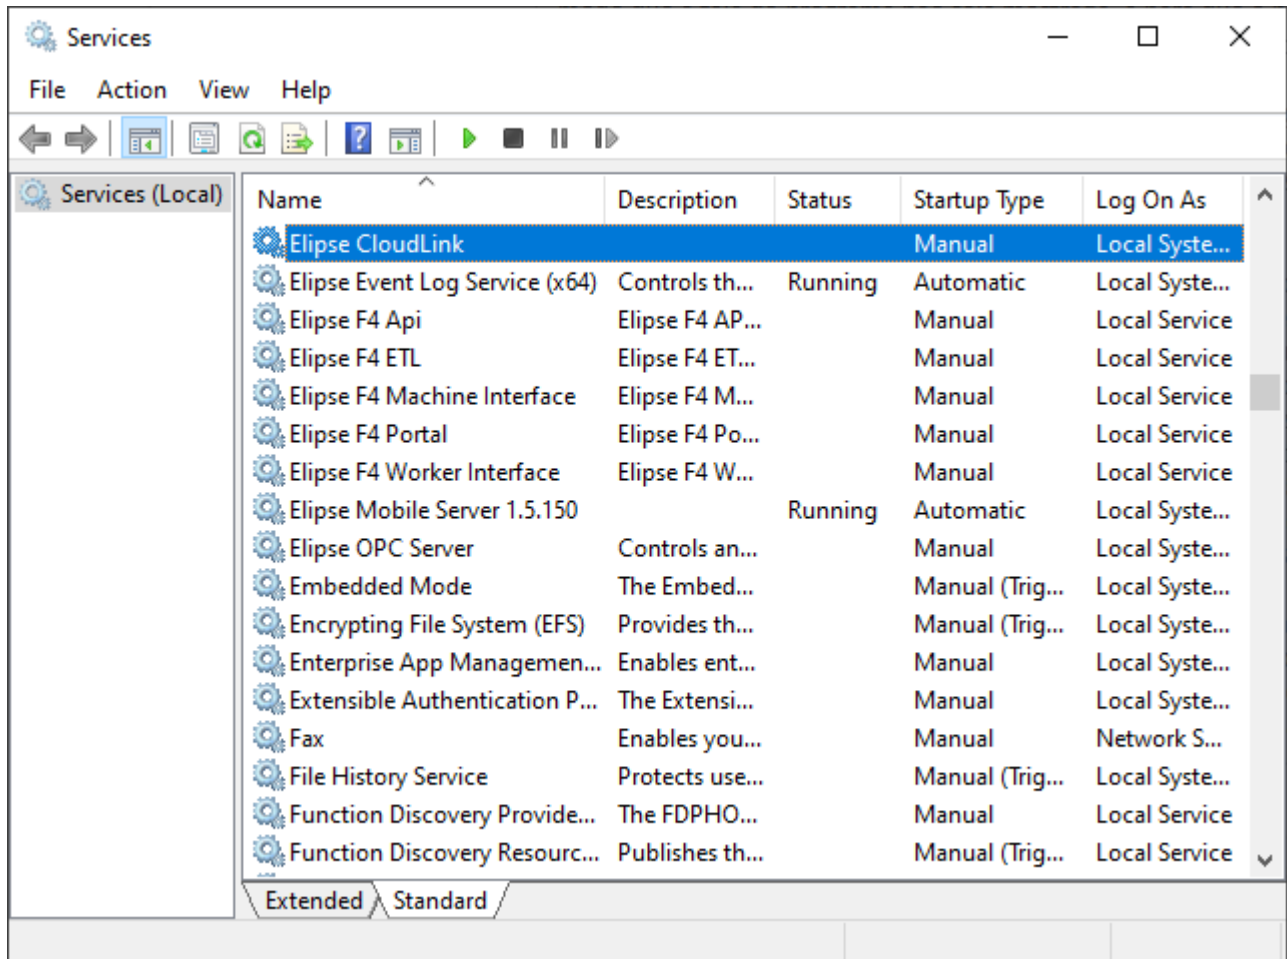 Services
File Action View Help
Services (Local)
Name Description Status Startup Type Log On As
Elipse CloudLink Manual Local Syste...
Elipse Event Log Service (x64) Controls th... Running Automatic Local Syste...
Elipse F4 Api Elipse F4 AP... Manual Local Service
Elipse F4 ETL Elipse F4 ET... Manual Local Service
Elipse F4 Machine Interface Elipse F4 M... Manual Local Service
Elipse F4 Portal Elipse F4 Po... Manual Local Service
Elipse F4 Worker Interface Elipse F4 W... Manual Local Service
Elipse Mobile Server 1.5.150 Running Automatic Local Syste...
Elipse OPC Server Controls an... Manual Local Syste...
Embedded Mode The Embed... Manual (Trig... Local Syste...
Encrypting File System (EFS) Provides th... Manual (Trig... Local Syste...
Enterprise App Managemen... Enables ent... Manual Local Syste...
Extensible Authentication P... The Extensi... Manual Local Syste...
Fax Enables you... Manual Network S...
File History Service Protects use... Manual (Trig... Local Syste...
Function Discovery Provide... The FDPHO... Manual Local Service
Function Discovery Resourc... Publishes th... Manual (Trig... Local Service
Extended Standard